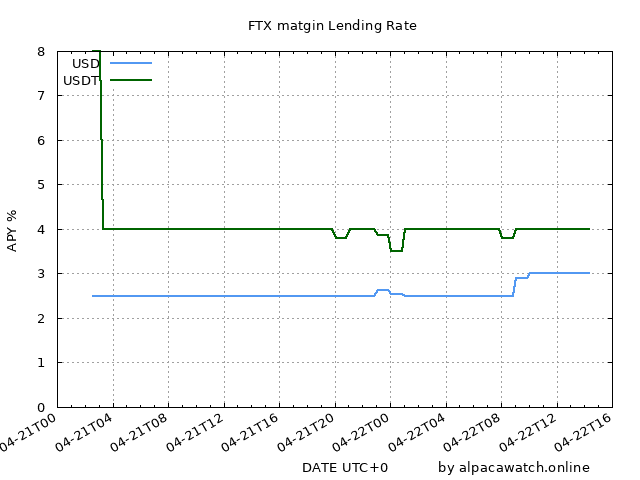 FTX matgin Lending Rate
USD
USDT
8
7
6
5
4
3
2
1
0
APY %
04-21T00
04-21T04
04-21T08
04-21T12
04-21T16
04-21T20
04-22T00
04-22T04
04-22T08
04-22T12
04-22T16
DATE UTC+0
by alpacawatch.online